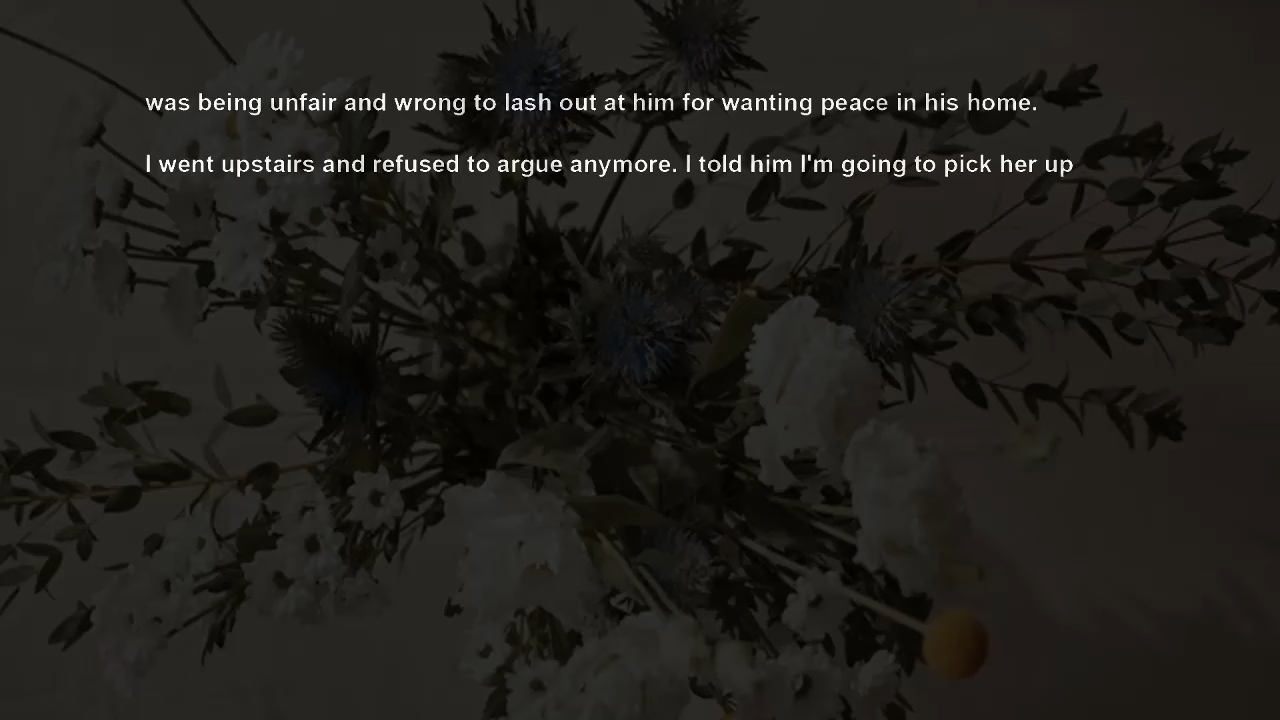 was being unfair and wrong to lash out at him for wanting peace in his home.
I went upstairs and refused to argue anymore. I told him I'm going to pick her up